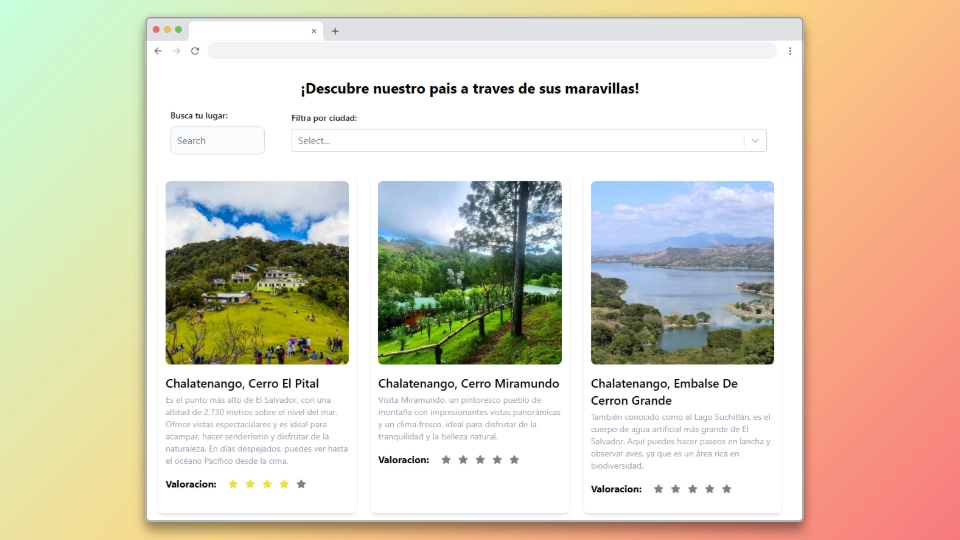 ¡Descubre nuestro pais a traves de sus maravillas!
Busca tu lugar:
Search
Filtra por ciudad:
Select...
Chalatenango, Cerro El Pital
Es el punto más alto de El Salvador, con una
altitud de 2,730 metros sobre el nivel del mar.
Ofrece vistas espectaculares y es ideal para
acampar, hacer senderismo y disfrutar de la
naturaleza. En días despejados, puedes ver hasta
el océano Pacífico desde la cima.
Valoracion:
Chalatenango, Cerro Miramundo
Visita Miramundo, un pintoresco pueblo de
montaña con impresionantes vistas panorámicas
y un clima fresco, ideal para disfrutar de la
tranquilidad y la belleza natural.
Valoracion:
Chalatenango, Embalse De
Cerron Grande
También conocido como el Lago Suchitlán, es el
cuerpo de agua artificial más grande de El
Salvador. Aquí puedes hacer paseos en lancha y
observar aves, ya que es un área rica en
biodiversidad.
Valoracion: